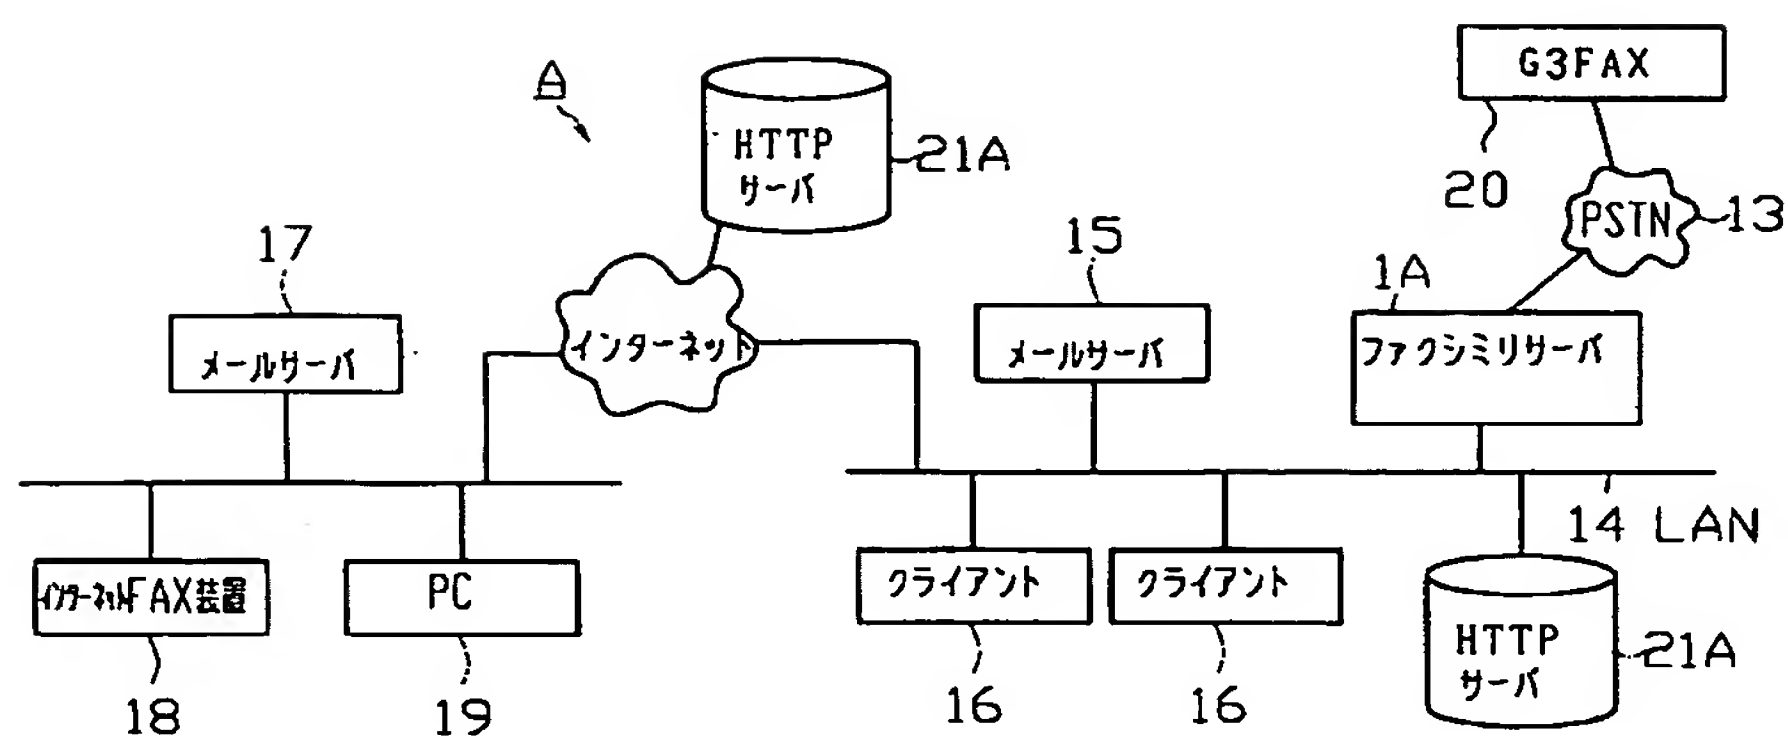 G3FAX
A
HTTP
サーバ
21A
20
PSTN
13
17
15
1A
メールサーバ
インターネット
メールサーバ
ファクシミリサーバ
14 LAN
インターネットFAX装置
PC
クライアント
クライアント
HTTP
サーバ
21A
18
19
16
16